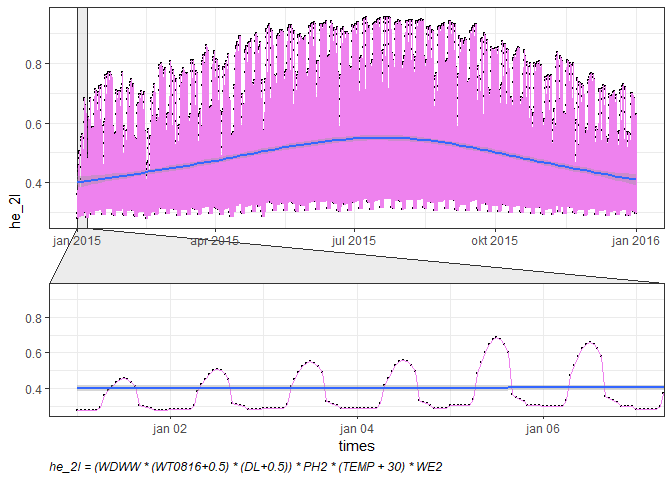 he_2l
0.8
0.6
0.4
jan 2015
apr 2015
jul 2015
okt 2015
jan 2016
0.8
0.6
0.4
jan 02
jan 04
jan 06
times
he_2l = (WDWW * (WT0816+0.5) * (DL+0.5)) * PH2 * (TEMP + 30) * WE2